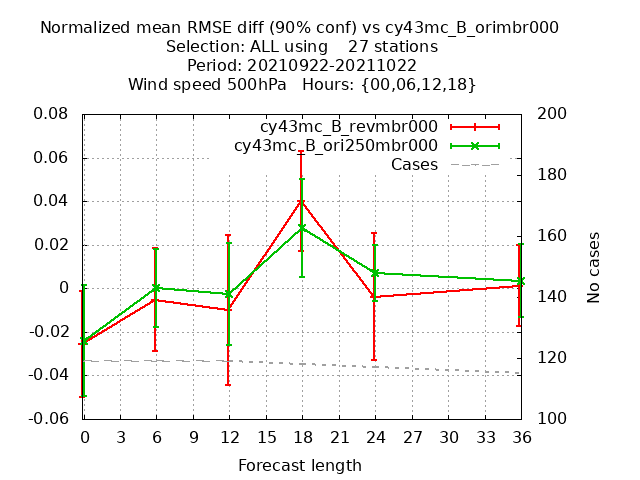 Normalized mean RMSE diff (90% conf) vs cy43mc_B_orimbr000
Selection: ALL using    27 stations
Period: 20210922-20211022
Wind speed 500hPa   Hours: {00,06,12,18}
cy43mc_B_revmbr000
cy43mc_B_ori250mbr000
Cases
0.08
0.06
0.04
0.02
0
-0.02
-0.04
-0.06
200
180
160
140
120
100
No cases
0 3 6 9 12 15 18 21 24 27 30 33 36
Forecast length